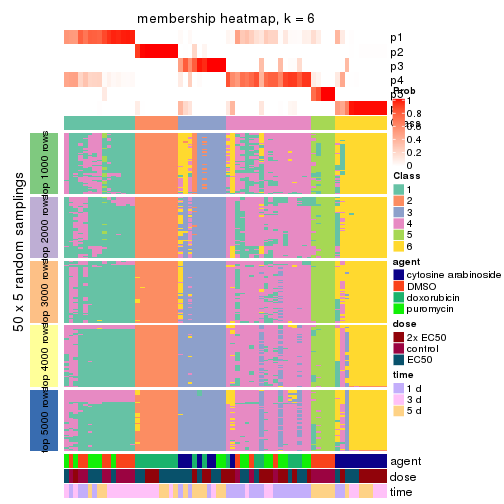 membership heatmap, k = 6
p1
p2
p3
p4
p5
p6
Class
50 x 5 random samplings
top 1000 rows
top 2000 rows
top 3000 rows
top 4000 rows
top 5000 rows
agent
dose
time
Prob
1
0.8
0.6
0.4
0.2
0
Class
1
2
3
4
5
6
agent
cytosine arabinoside
DMSO
doxorubicin
puromycin
dose
2x EC50
control
EC50
time
1 d
3 d
5 d